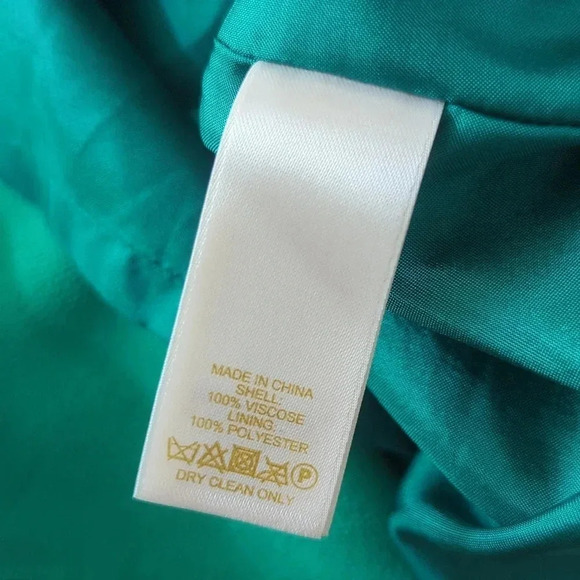 MADE IN CHINA
SHELL:
100% VISCOSE
LINING:
100% POLYESTER
P
DRY CLEAN ONLY